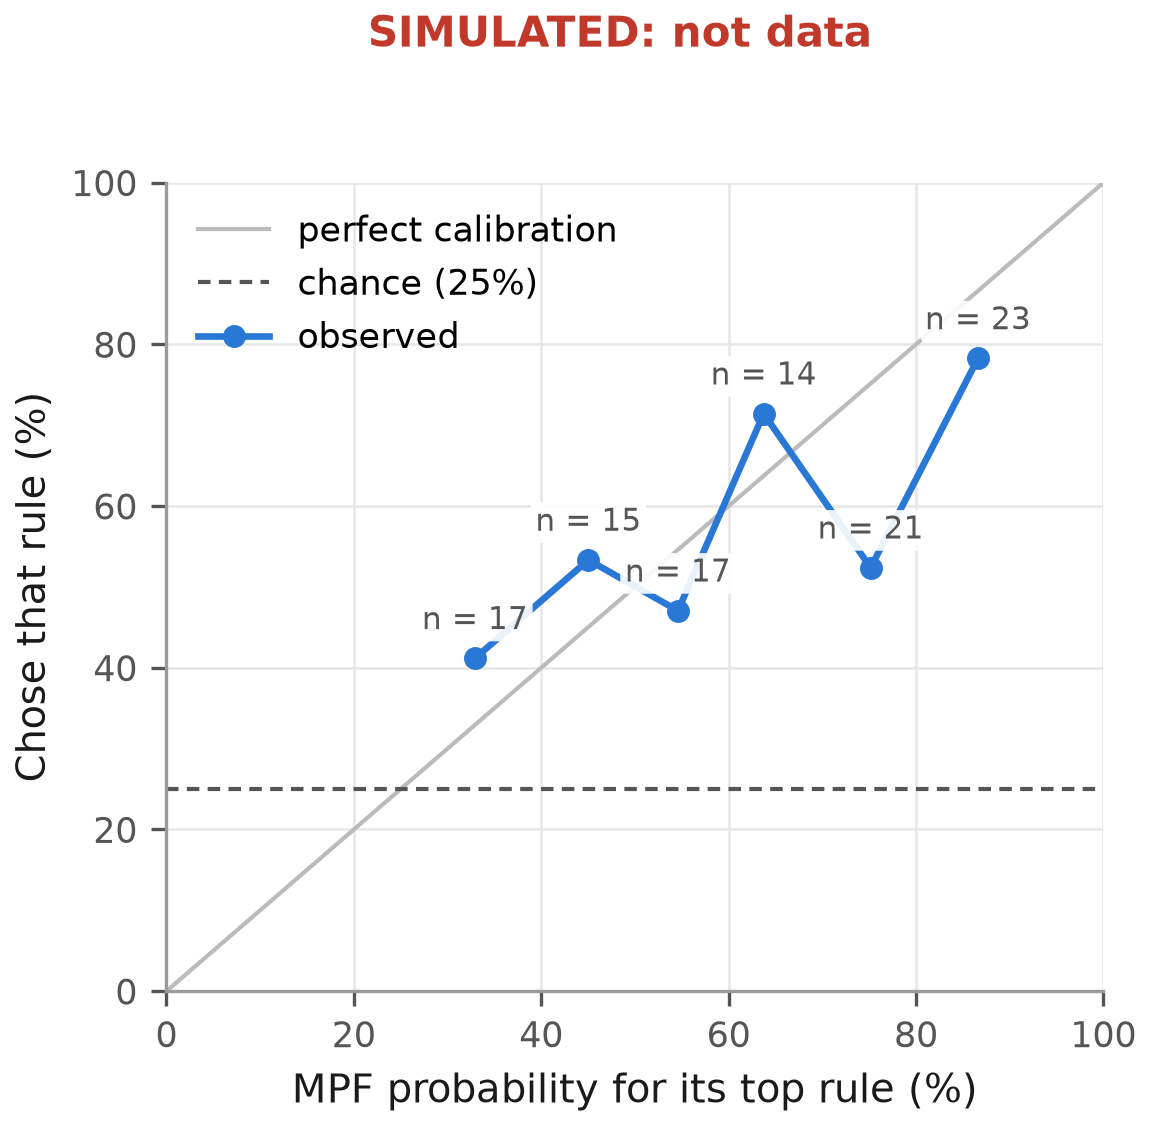 SIMULATED: not data
100
80
60
40
20
0
Chose that rule (%)
perfect calibration
chance (25%)
observed
n = 23
n = 14
n = 21
n = 15
n = 17
n = 17
0 20 40 60 80 100
MPF probability for its top rule (%)